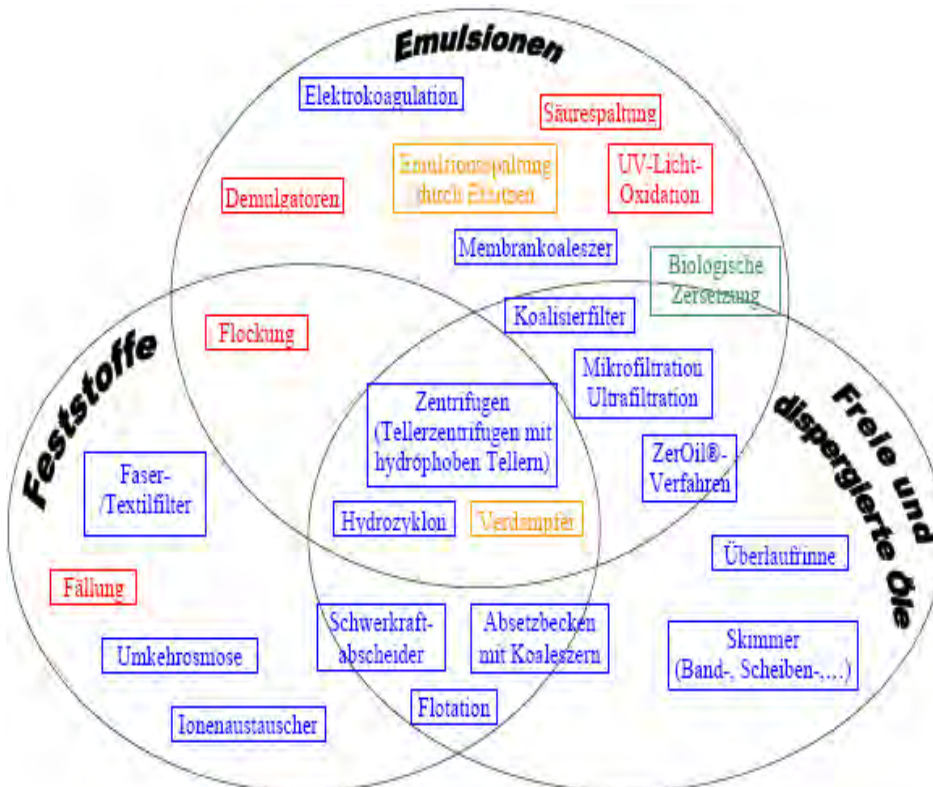 Emulsionen
Elektrokoagulation
Säurespaltung
Emultionsspaltung
durch Erhitzen
UV-Licht-
Oxidation
Demulgatoren
Membrankoaleszer
Biologische
Zersetzung
Koalisierfilter
Flockung
Feststoffe
Mikrofiltration
Ultrafiltration
Freie und
dispergierte Öle
Zentrifugen
(Tellerzentrifugen mit
hydrophoben Tellern)
ZerOil®-
Verfahren
Faser-
/Textilfilter
Hydrozyklon
Verdampfer
Überlaufrinne
Fällung
Schwerkraft-
abscheider
Absetzbecken
mit Koaleszern
Umkehrosmose
Skimmer
(Band-, Scheiben-,…)
Flotation
Ionenaustauscher